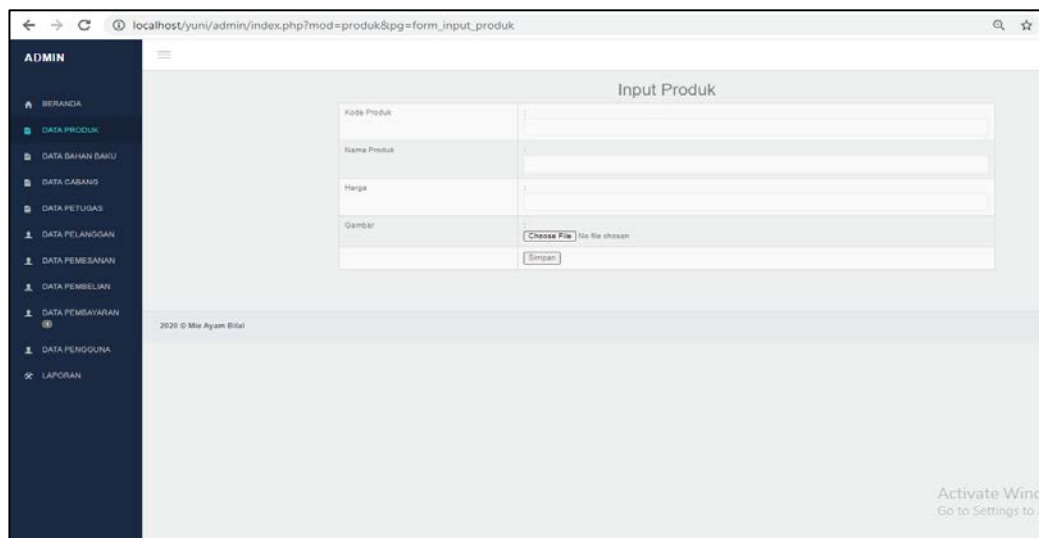 localhost/yuni/admin/index.php?mod=produk&pg=form_input_produk
ADMIN
BERANDA
DATA PRODUK
DATA BAHAN BAKU
DATA CABANG
DATA PETUGAS
DATA PELANGGAN
DATA PEMESANAN
DATA PEMBELIAN
DATA PEMBAYARAN
DATA PENGGUNA
LAPORAN
Input Produk
Kode Produk :
Nama Produk :
Harga :
Gambar :
Choose File No file chosen
Simpan
2020 © Mie Ayam Bilal
Activate Wind
Go to Settings to